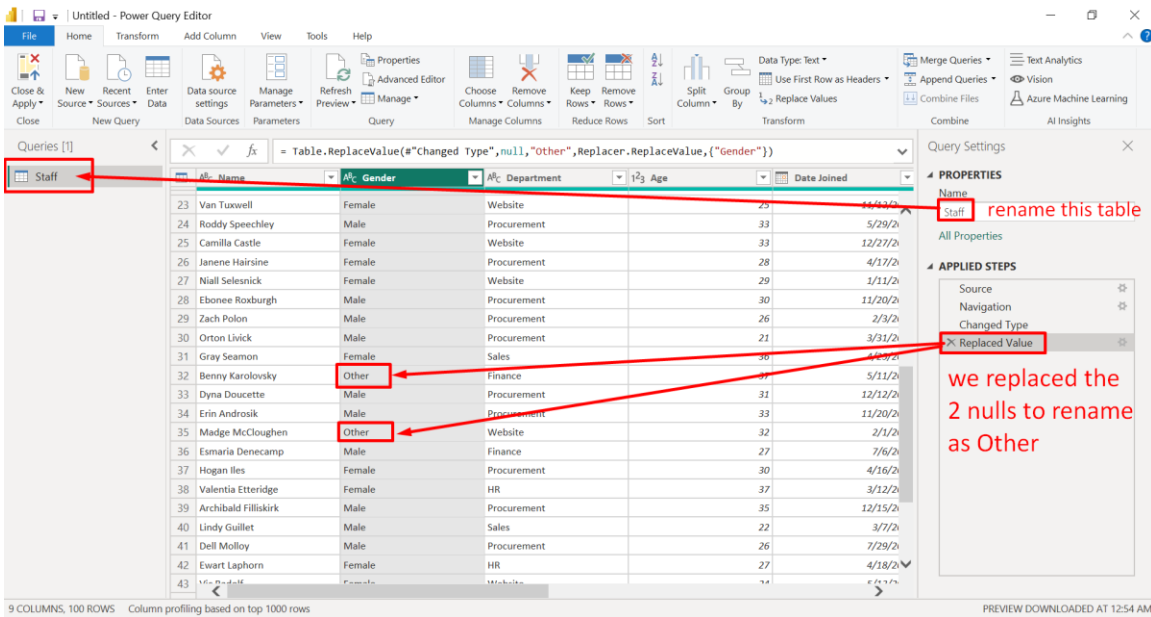 Untitled - Power Query Editor
File Home Transform Add Column View Tools Help
Close & Apply
New Source
Recent Sources
Enter Data
Data source settings
Manage Parameters
Refresh Preview
Properties
Advanced Editor
Manage
Choose Columns
Remove Columns
Keep Rows
Remove Rows
Split Column
Group By
Data Type: Text
Use First Row as Headers
Replace Values
Merge Queries
Append Queries
Combine Files
Text Analytics
Vision
Azure Machine Learning
Close New Query Data Sources Parameters Query Manage Columns Reduce Rows Sort Transform Combine AI Insights
Queries [1]
Staff
fx = Table.ReplaceValue(#"Changed Type",null,"Other",Replacer.ReplaceValue,{"Gender"})
Name Gender Department Age Date Joined
23 Van Tuxwell Female Website 25
24 Roddy Speechley Male Procurement 33 5/29/2
25 Camilla Castle Female Website 33 12/27/2
26 Janene Hairsine Female Procurement 28 4/17/2
27 Niall Selesnick Female Website 29 1/11/2
28 Ebonee Roxburgh Male Procurement 30 11/20/2
29 Zach Polon Male Procurement 26 2/3/2
30 Orton Livick Male Procurement 21 3/31/2
31 Gray Seamon Female Sales 36 4/23/2
32 Benny Karolovsky Other Finance 37 5/11/2
33 Dyna Doucette Male Procurement 31 12/12/2
34 Erin Androsik Male Procurement 33 11/20/2
35 Madge McCloughen Other Website 32 2/1/2
36 Esmaria Denecamp Male Finance 27 7/6/2
37 Hogan Iles Female Procurement 30 4/16/2
38 Valentia Etteridge Female HR 37 3/12/2
39 Archibald Filliskirk Male Procurement 35 12/15/2
40 Lindy Guillet Male Sales 22 3/7/2
41 Dell Molloy Male Procurement 26 7/29/2
42 Ewart Laphorn Female HR 27 4/18/2
43
Query Settings
PROPERTIES
Name
Staff
rename this table
All Properties
APPLIED STEPS
Source
Navigation
Changed Type
Replaced Value
we replaced the
2 nulls to rename
as Other
9 COLUMNS, 100 ROWS Column profiling based on top 1000 rows
PREVIEW DOWNLOADED AT 12:54 AM